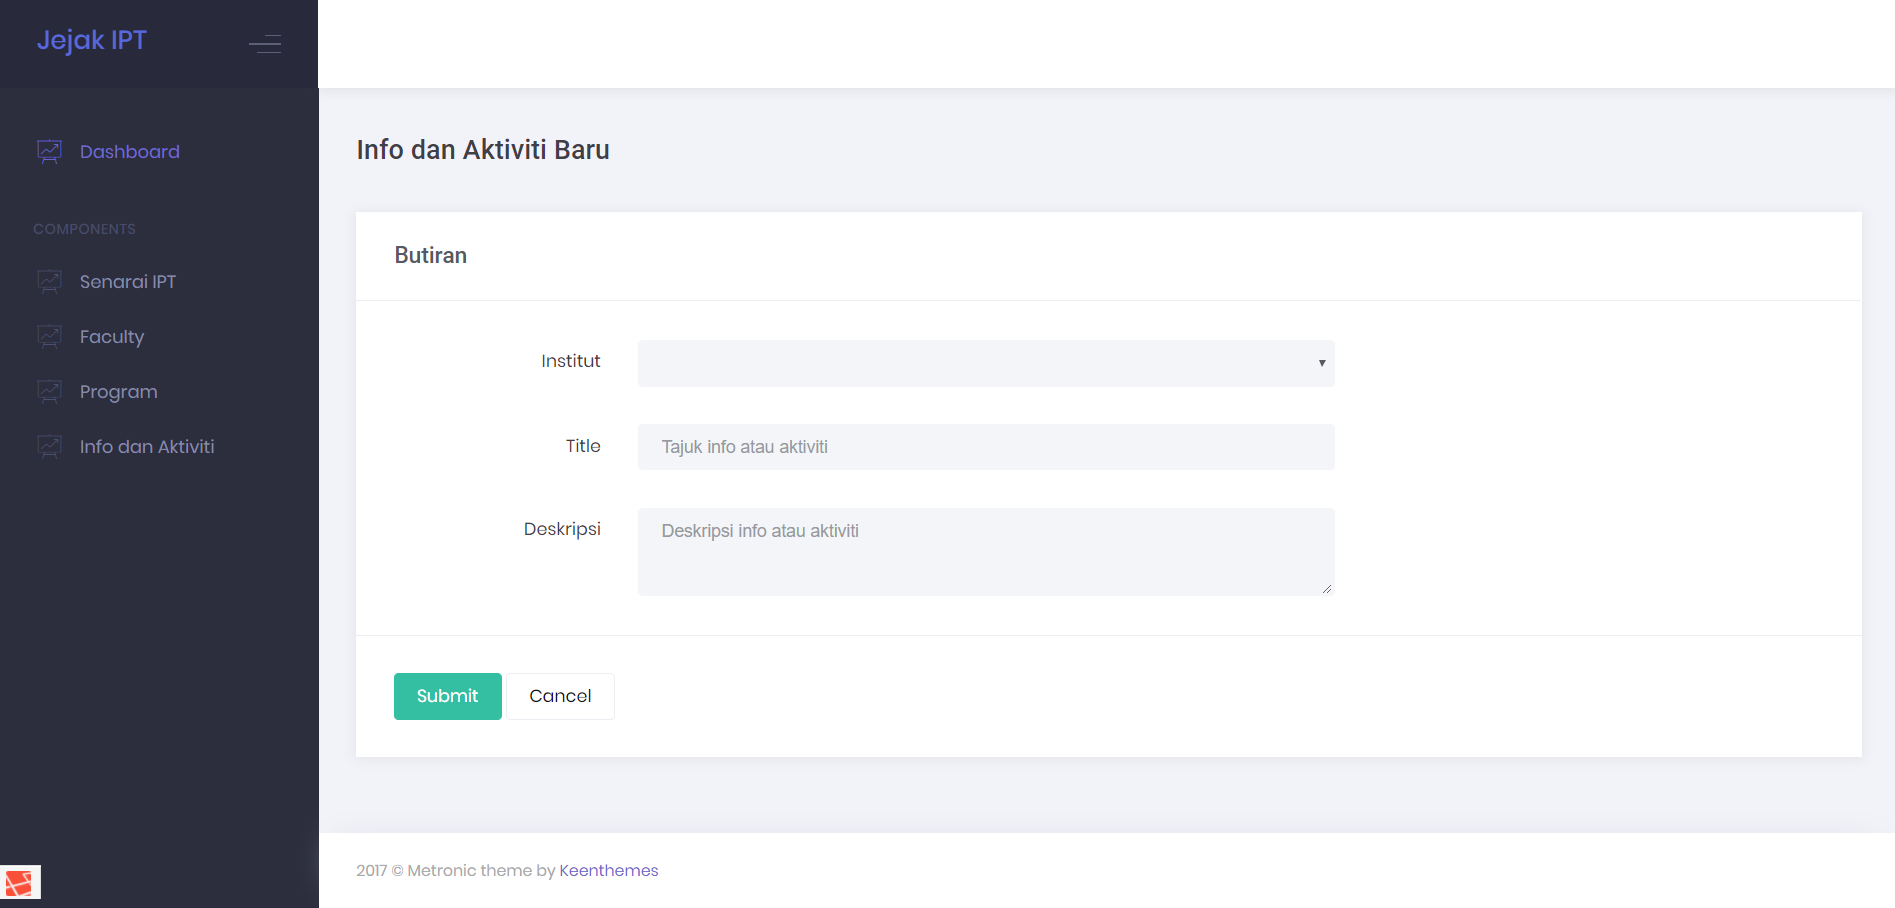 Jejak IPT
Dashboard
COMPONENTS
Senarai IPT
Faculty
Program
Info dan Aktiviti
Info dan Aktiviti Baru
Butiran
Institut
Title
Tajuk info atau aktiviti
Deskripsi
Deskripsi info atau aktiviti
Submit Cancel
2017 © Metronic theme by Keenthemes